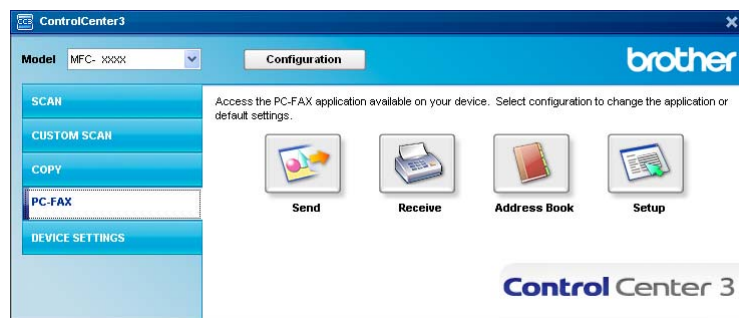 CC3 ControlCenter3
Model MFC- XXXX Configuration brother
SCAN
CUSTOM SCAN
COPY
PC-FAX
DEVICE SETTINGS
Access the PC-FAX application available on your device. Select configuration to change the application or
default settings.
Send Receive Address Book Setup
Control Center 3